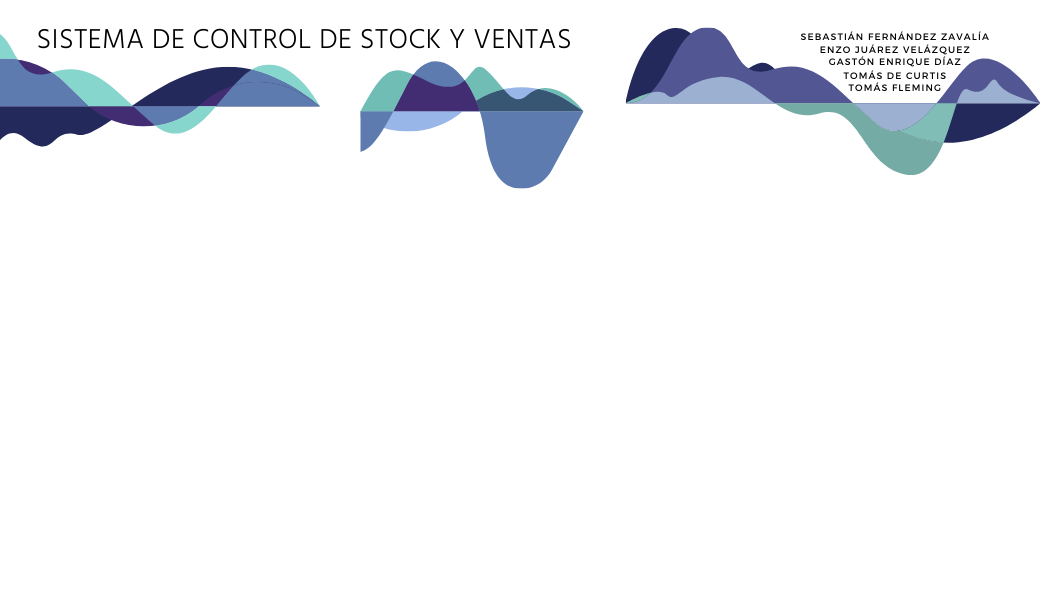 SISTEMA DE CONTROL DE STOCK Y VENTAS
SEBASTIÁN FERNÁNDEZ ZAVALÍA
ENZO JUÁREZ VELÁZQUEZ
GASTÓN ENRIQUE DÍAZ
TOMÁS DE CURTIS
TOMÁS FLEMING